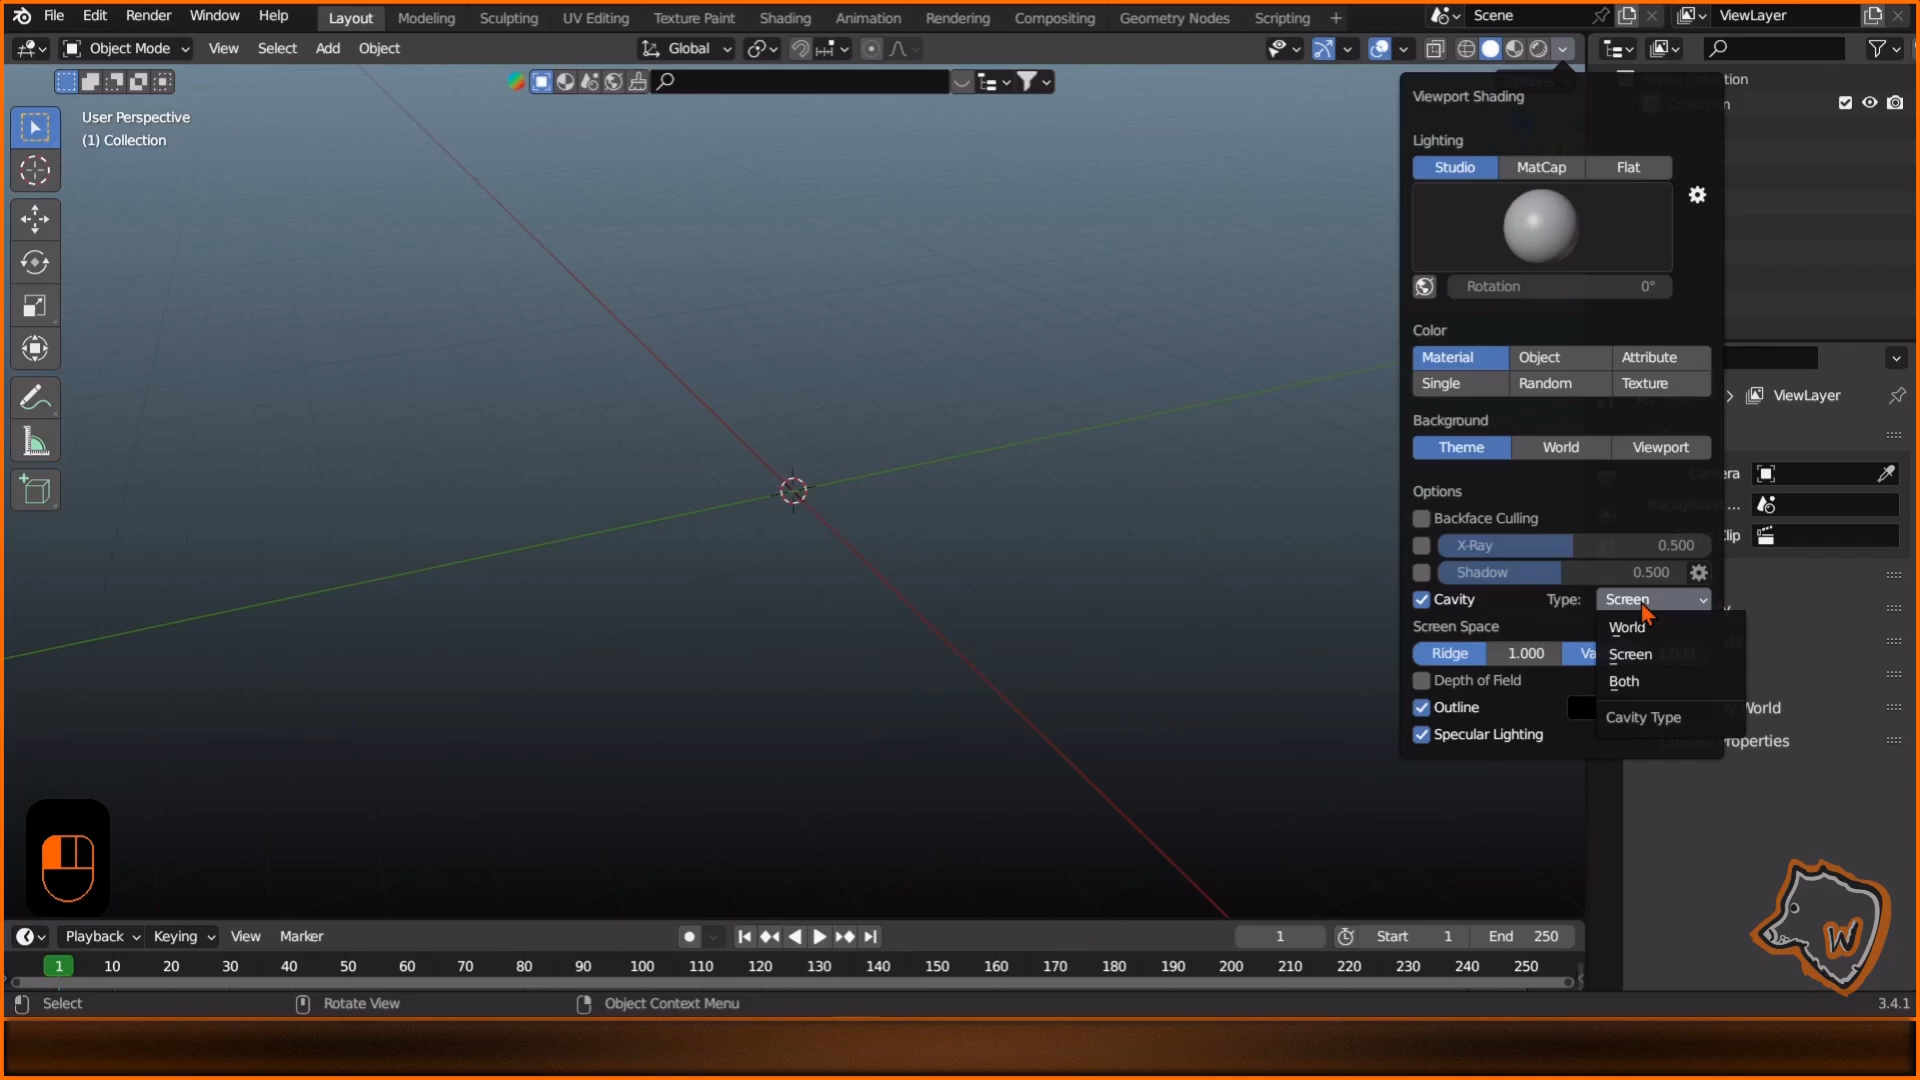 File Edit Render Window Help Layout Modeling Sculpting UV Editing Texture Paint Shading Animation Rendering Compositing Geometry Nodes Scripting + Scene ViewLayer
Object Mode View Select Add Object Global
User Perspective
(1) Collection
Viewport Shading
Lighting
Studio MatCap Flat
Rotation 0°
Color
Material Object Attribute
Single Random Texture
Background
Theme World Viewport
Options
Backface Culling
X-Ray 0.500
Shadow 0.500
Cavity Type: Screen
Screen Space
Ridge 1.000 Va
Depth of Field
Outline
Specular Lighting
World
Screen
Both
Cavity Type
ViewLayer
World
Playback Keying View Marker 1 Start 1 End 250
1 10 20 30 40 50 60 70 80 90 100 110 120 130 140 150 160 170 180 190 200 210 220 230 240 250
Select Rotate View Object Context Menu 3.4.1
W